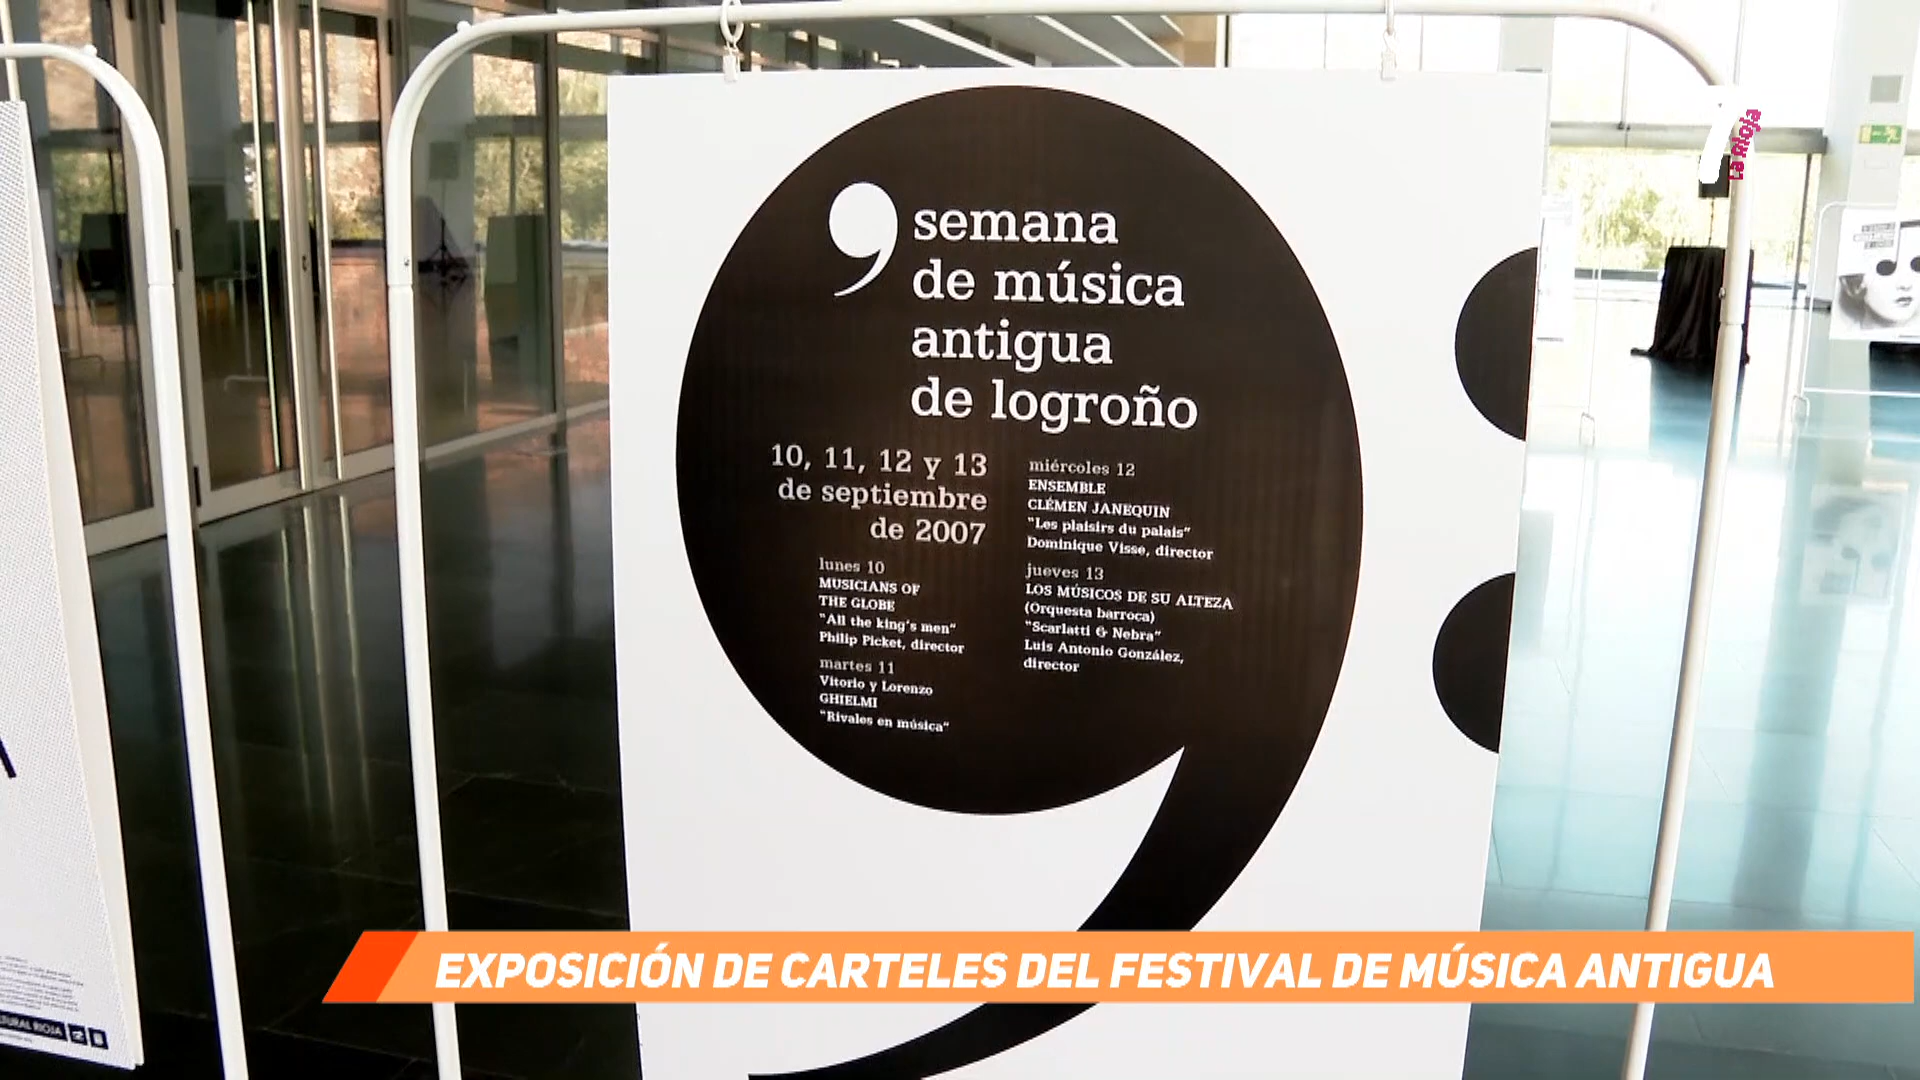 9 semana
de música
antigua
de logroño
10, 11, 12 y 13
de septiembre
de 2007
lunes 10
MUSICIANS OF
THE GLOBE
"All the king's men"
Philip Picket, director
martes 11
Vitorio y Lorenzo
GHIELMI
"Rivales en música"
miércoles 12
ENSEMBLE
CLÉMEN JANEQUIN
"Les plaisirs du palais"
Dominique Visse, director
jueves 13
LOS MÚSICOS DE SU ALTEZA
(Orquesta barroca)
"Scarlatti & Nebra"
Luis Antonio González,
director
7 La Rioja
RIOJA
EXPOSICIÓN DE CARTELES DEL FESTIVAL DE MÚSICA ANTIGUA